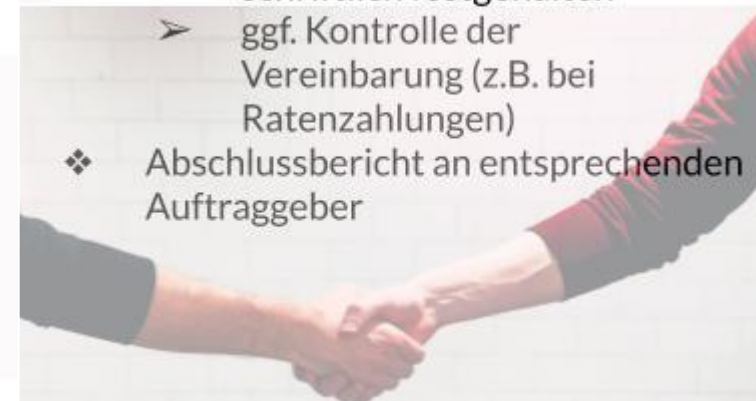 ➢ ggf. Kontrolle der
Vereinbarung (z.B. bei
Ratenzahlungen)
❖ Abschlussbericht an entsprechenden
Auftraggeber